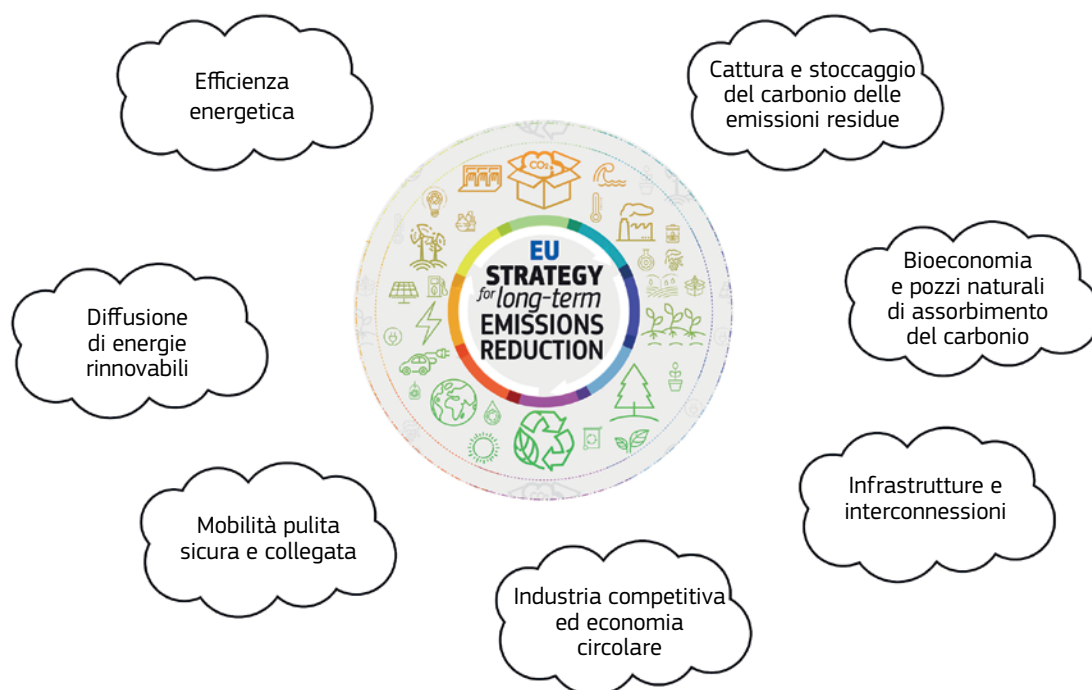 Efficienza
energetica
Cattura e stoccaggio
del carbonio delle
emissioni residue
CO₂
EU
STRATEGY
for long-term
EMISSIONS
REDUCTION
Bioeconomia
e pozzi naturali
di assorbimento
del carbonio
Diffusione
di energie
rinnovabili
Infrastrutture e
interconnessioni
Mobilità pulita
sicura e collegata
Industria competitiva
ed economia
circolare